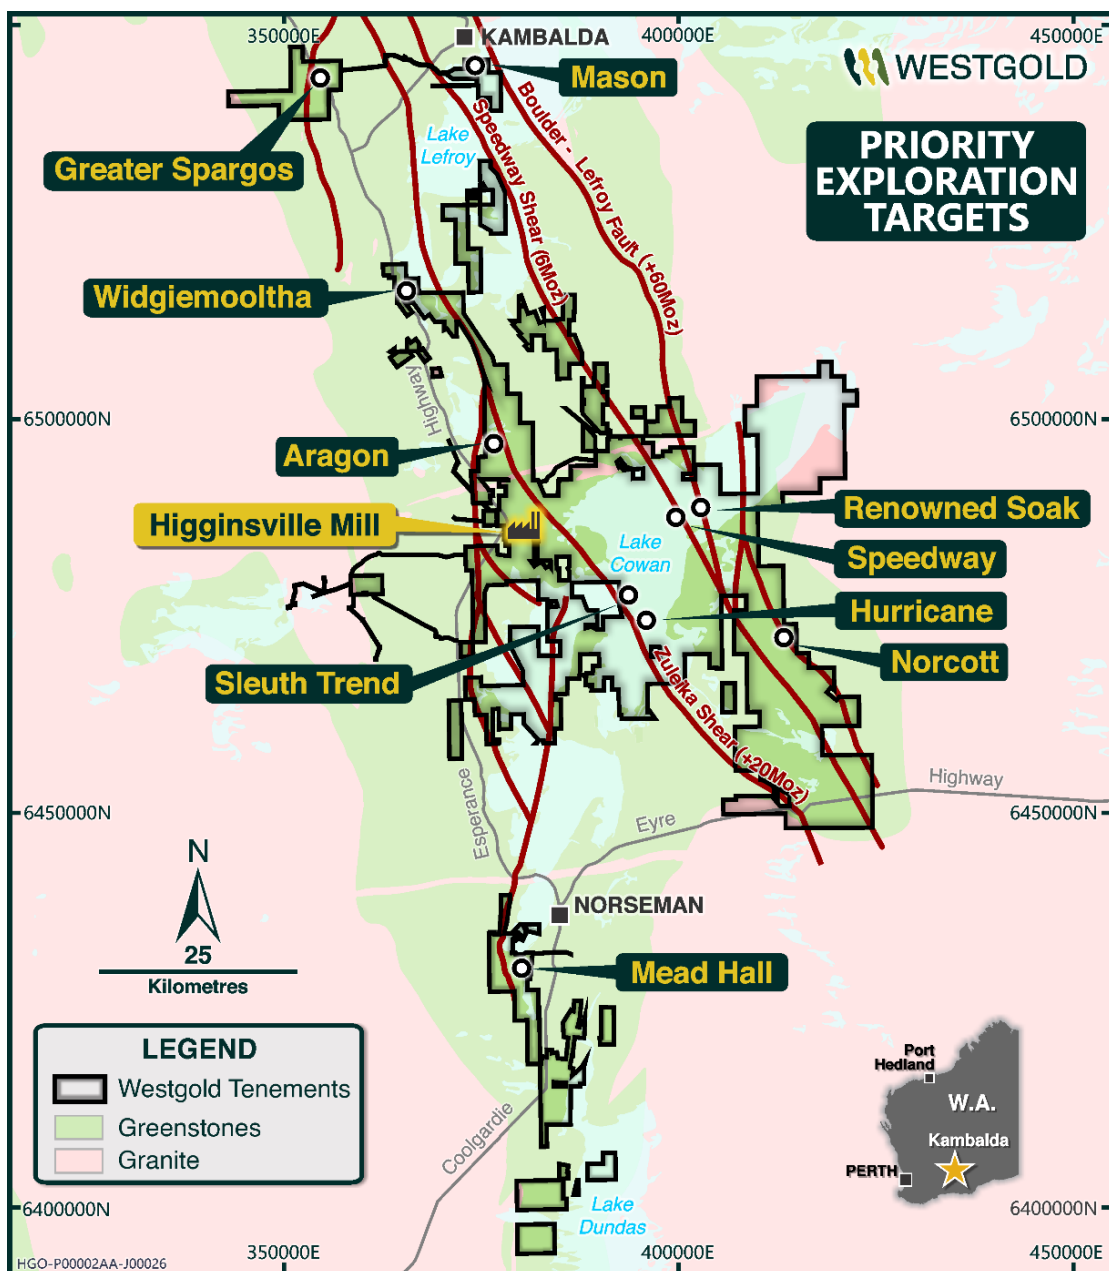 350000E
400000E
450000E
KAMBALDA
Mason
WESTGOLD
PRIORITY
EXPLORATION
TARGETS
Greater Spargos
Lake
Lefroy
Speedway Shear (6Moz)
Boulder - Lefroy Fault (+60Moz)
Widgiemooltha
Highway
6500000N
6500000N
Aragon
Higginsville Mill
Renowned Soak
Speedway
Lake
Cowan
Hurricane
Norcott
Sleuth Trend
Zuleika Shear (+20Moz)
Highway
Eyre
Esperance
6450000N
6450000N
N
25
Kilometres
NORSEMAN
Mead Hall
LEGEND
Westgold Tenements
Greenstones
Granite
Coolgardie
Port
Hedland
W.A.
Kambalda
PERTH
Lake
Dundas
6400000N
6400000N
350000E
400000E
450000E
HGO-P00002AA-J00026